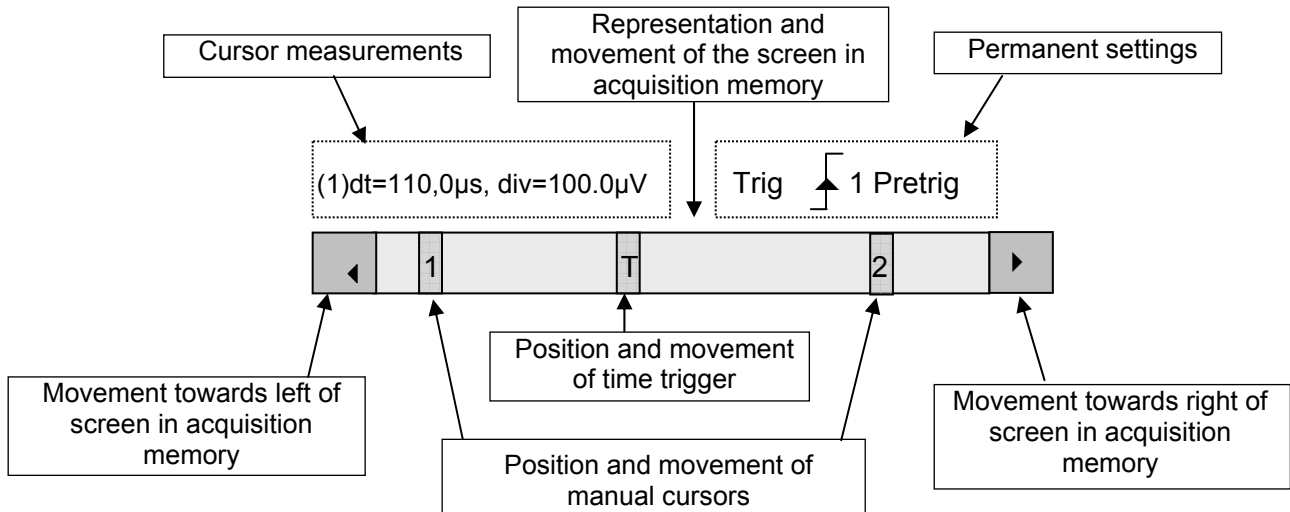 Cursor measurements
Representation and
movement of the screen in
acquisition memory
Permanent settings
(1)dt=110,0µs, div=100.0µV
Trig 1 Pretrig
1
T
2
Position and movement
of time trigger
Movement towards left of
screen in acquisition
memory
Position and movement of
manual cursors
Movement towards right of
screen in acquisition
memory